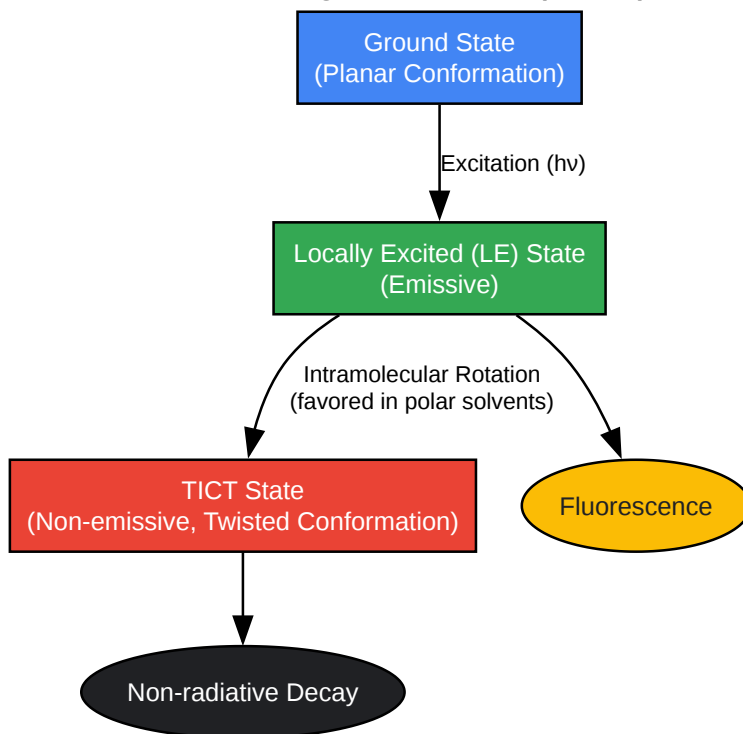 Ground State
(Planar Conformation)
Excitation (hν)
Locally Excited (LE) State
(Emissive)
Intramolecular Rotation
(favored in polar solvents)
TICT State
(Non-emissive, Twisted Conformation)
Fluorescence
Non-radiative Decay